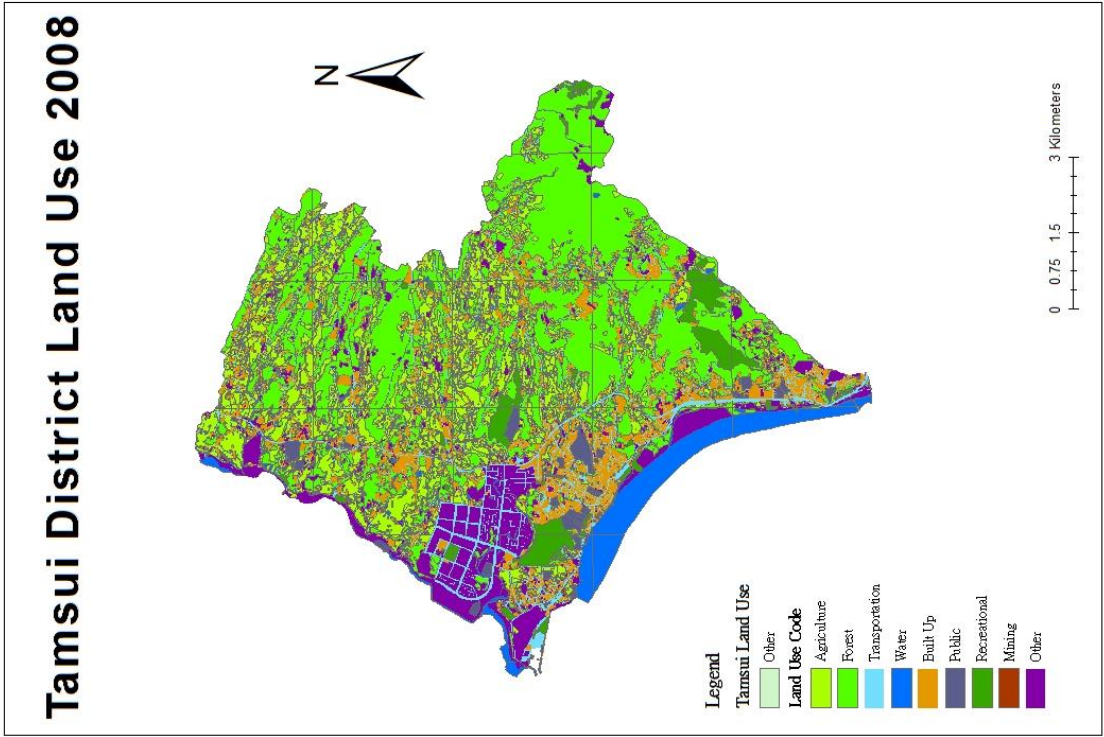 Tamsui District Land Use 2008
N
Legend
Tamsui Land Use
Other
Land Use Code
Agriculture
Forest
Transportation
Water
Built Up
Public
Recreational
Mining
Other
0 0.75 1.5 3 Kilometers